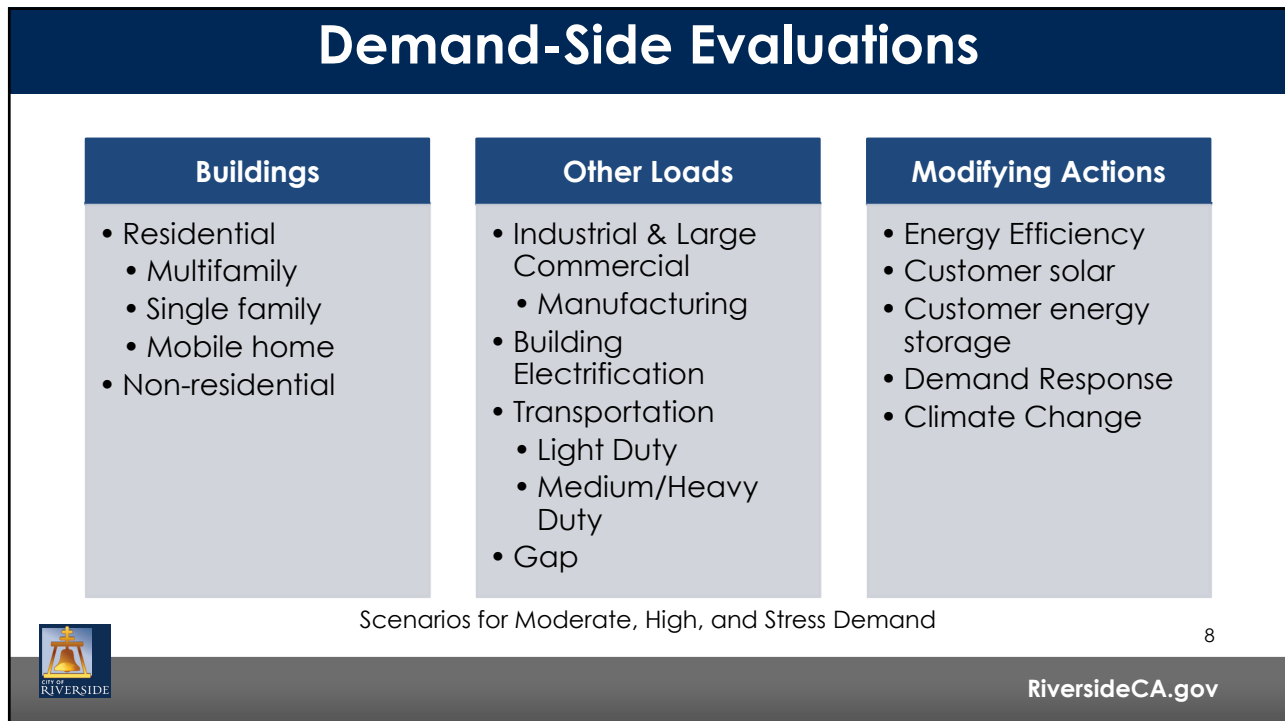 Demand-Side Evaluations
Buildings
• Residential
• Multifamily
• Single family
• Mobile home
• Non-residential
Other Loads
• Industrial & Large
Commercial
• Manufacturing
• Building
Electrification
• Transportation
• Light Duty
• Medium/Heavy
Duty
• Gap
Modifying Actions
• Energy Efficiency
• Customer solar
• Customer energy
storage
• Demand Response
• Climate Change
Scenarios for Moderate, High, and Stress Demand
8
CITY OF
RIVERSIDE
RiversideCA.gov